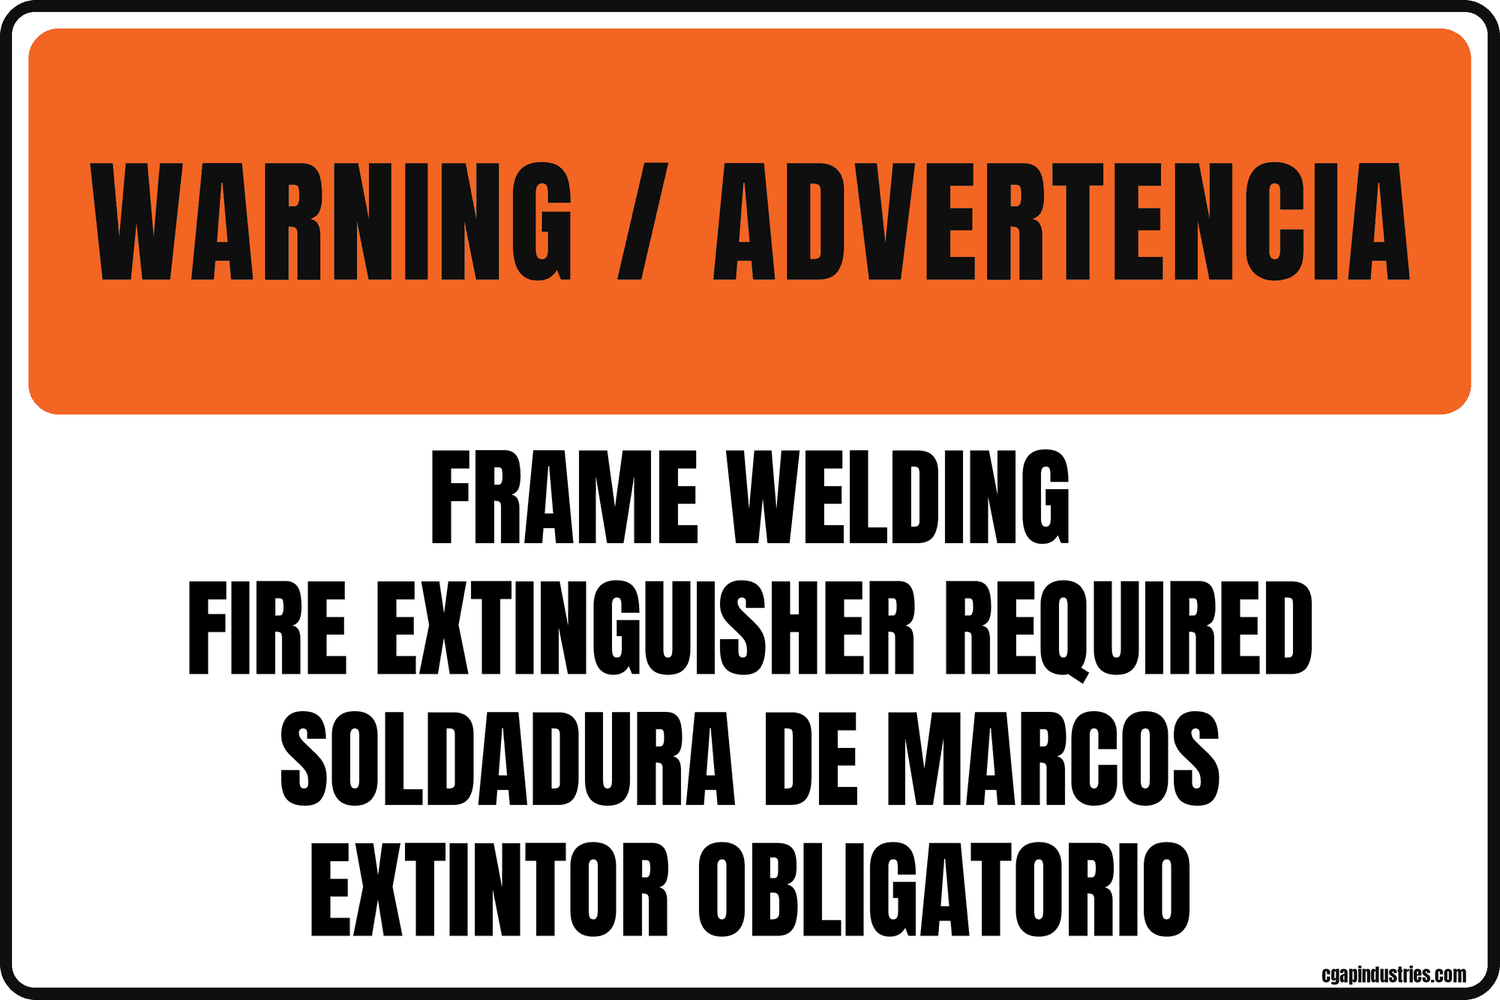 WARNING / ADVERTENCIA
FRAME WELDING
FIRE EXTINGUISHER REQUIRED
SOLDADURA DE MARCOS
EXTINTOR OBLIGATORIO
cgapindustries.com